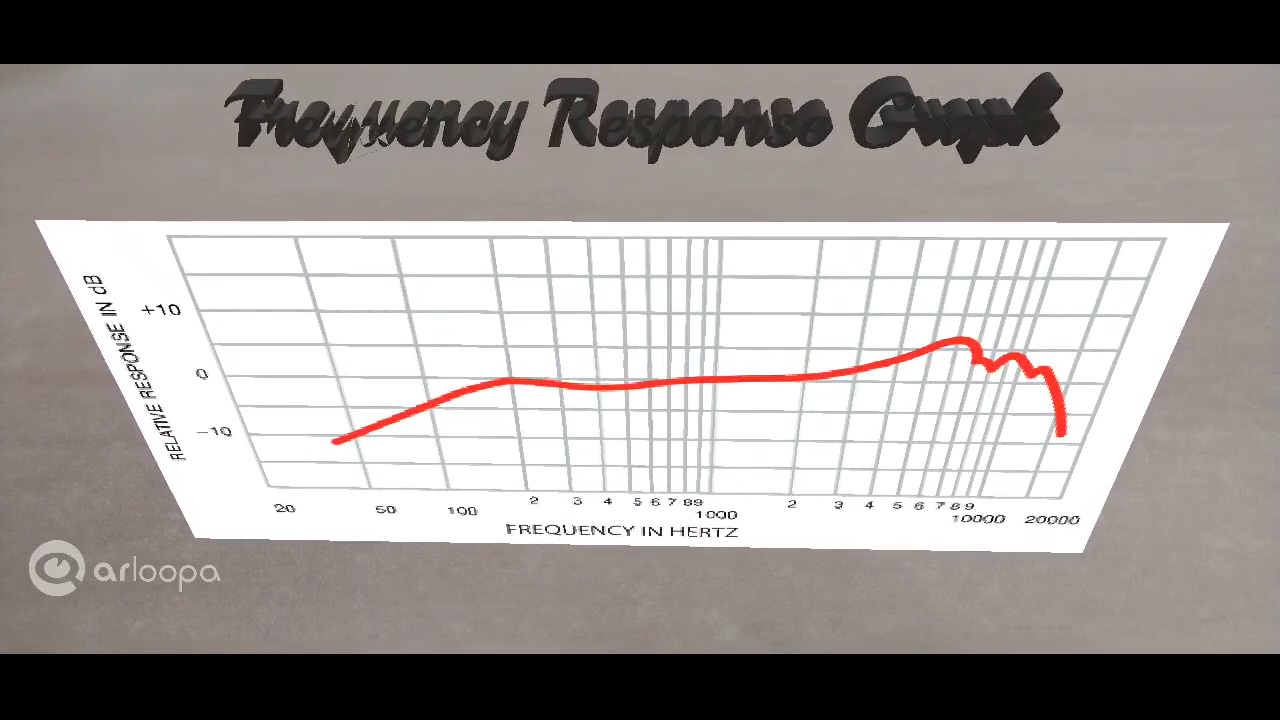 Frequency Response Graph
RELATIVE RESPONSE IN dB
+10
0
−10
20 50 100 2 3 4 5 6 7 8 9 1000 2 3 4 5 6 7 8 9 10000 20000
FREQUENCY IN HERTZ
arloopa